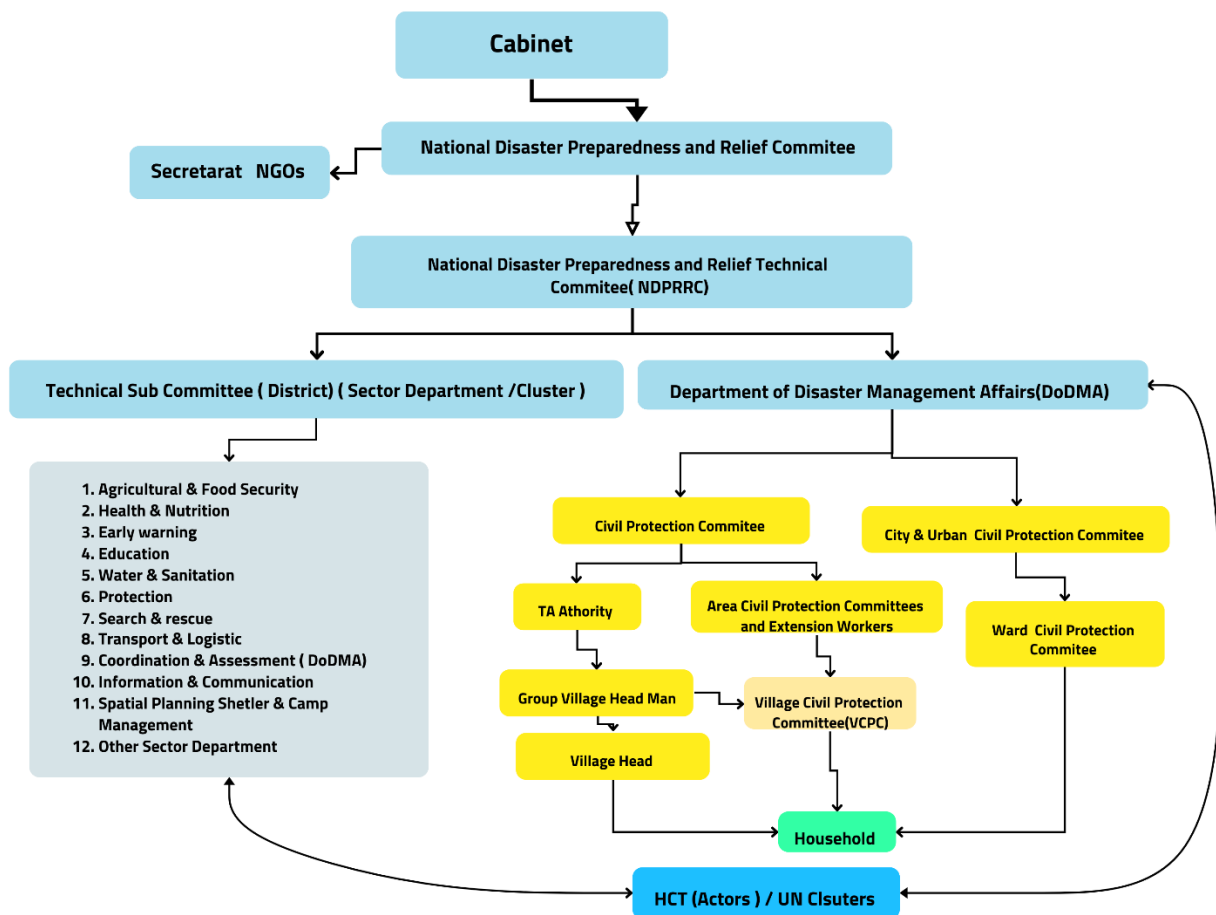 Cabinet
National Disaster Preparedness and Relief Commitee
Secretarat NGOs
National Disaster Preparedness and Relief Technical
Commitee( NDPRRC)
Technical Sub Committee ( District) ( Sector Department /Cluster )
Department of Disaster Management Affairs(DoDMA)
1. Agricultural & Food Security
2. Health & Nutrition
3. Early warning
4. Education
5. Water & Sanitation
6. Protection
7. Search & rescue
8. Transport & Logistic
9. Coordination & Assessment ( DoDMA)
10. Information & Communication
11. Spatial Planning Shetler & Camp
Management
12. Other Sector Department
Civil Protection Commitee
City & Urban Civil Protection Commitee
TA Athority
Area Civil Protection Committees
and Extension Workers
Ward Civil Protection
Commitee
Group Village Head Man
Village Civil Protection
Committee(VCPC)
Village Head
Household
HCT (Actors ) / UN Clsuters